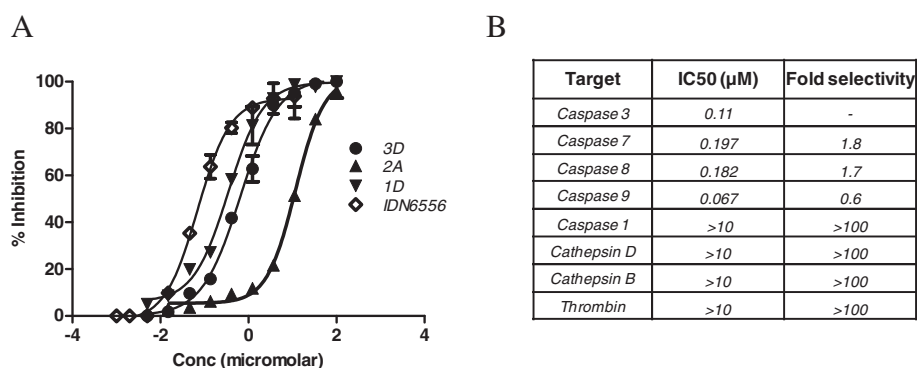 A
% Inhibition
100
80
60
40
20
0
-4
-2
0
2
4
Conc (micromolar)
3D
2A
1D
IDN6556
B
Target IC50 (µM) Fold selectivity
Caspase 3 0.11 -
Caspase 7 0.197 1.8
Caspase 8 0.182 1.7
Caspase 9 0.067 0.6
Caspase 1 >10 >100
Cathepsin D >10 >100
Cathepsin B >10 >100
Thrombin >10 >100